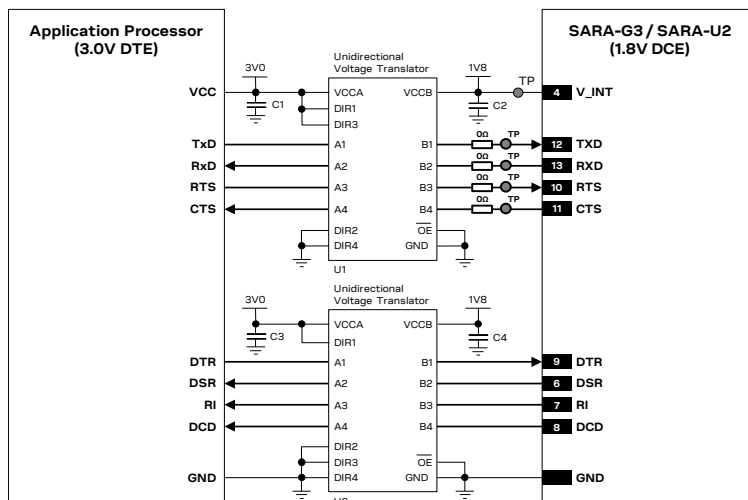 Application Processor
(3.0V DTE)
SARA-G3 / SARA-U2
(1.8V DCE)
Unidirectional
Voltage Translator
3V0
1V8
TP
VCC
VCCA
VCCB
4
V_INT
C1
DIR1
C2
DIR3
0Ω
TP
TxD
A1
B1
12
TXD
0Ω
TP
RxD
A2
B2
13
RXD
0Ω
TP
RTS
A3
B3
10
RTS
0Ω
TP
CTS
A4
B4
11
CTS
DIR2
OE
DIR4
GND
U1
Unidirectional
Voltage Translator
3V0
1V8
VCCA
VCCB
C3
DIR1
C4
DTR
A1
B1
9
DTR
DSR
A2
B2
6
DSR
RI
A3
B3
7
RI
DCD
A4
B4
8
DCD
DIR2
DIR3
OE
GND
DIR4
GND
GND